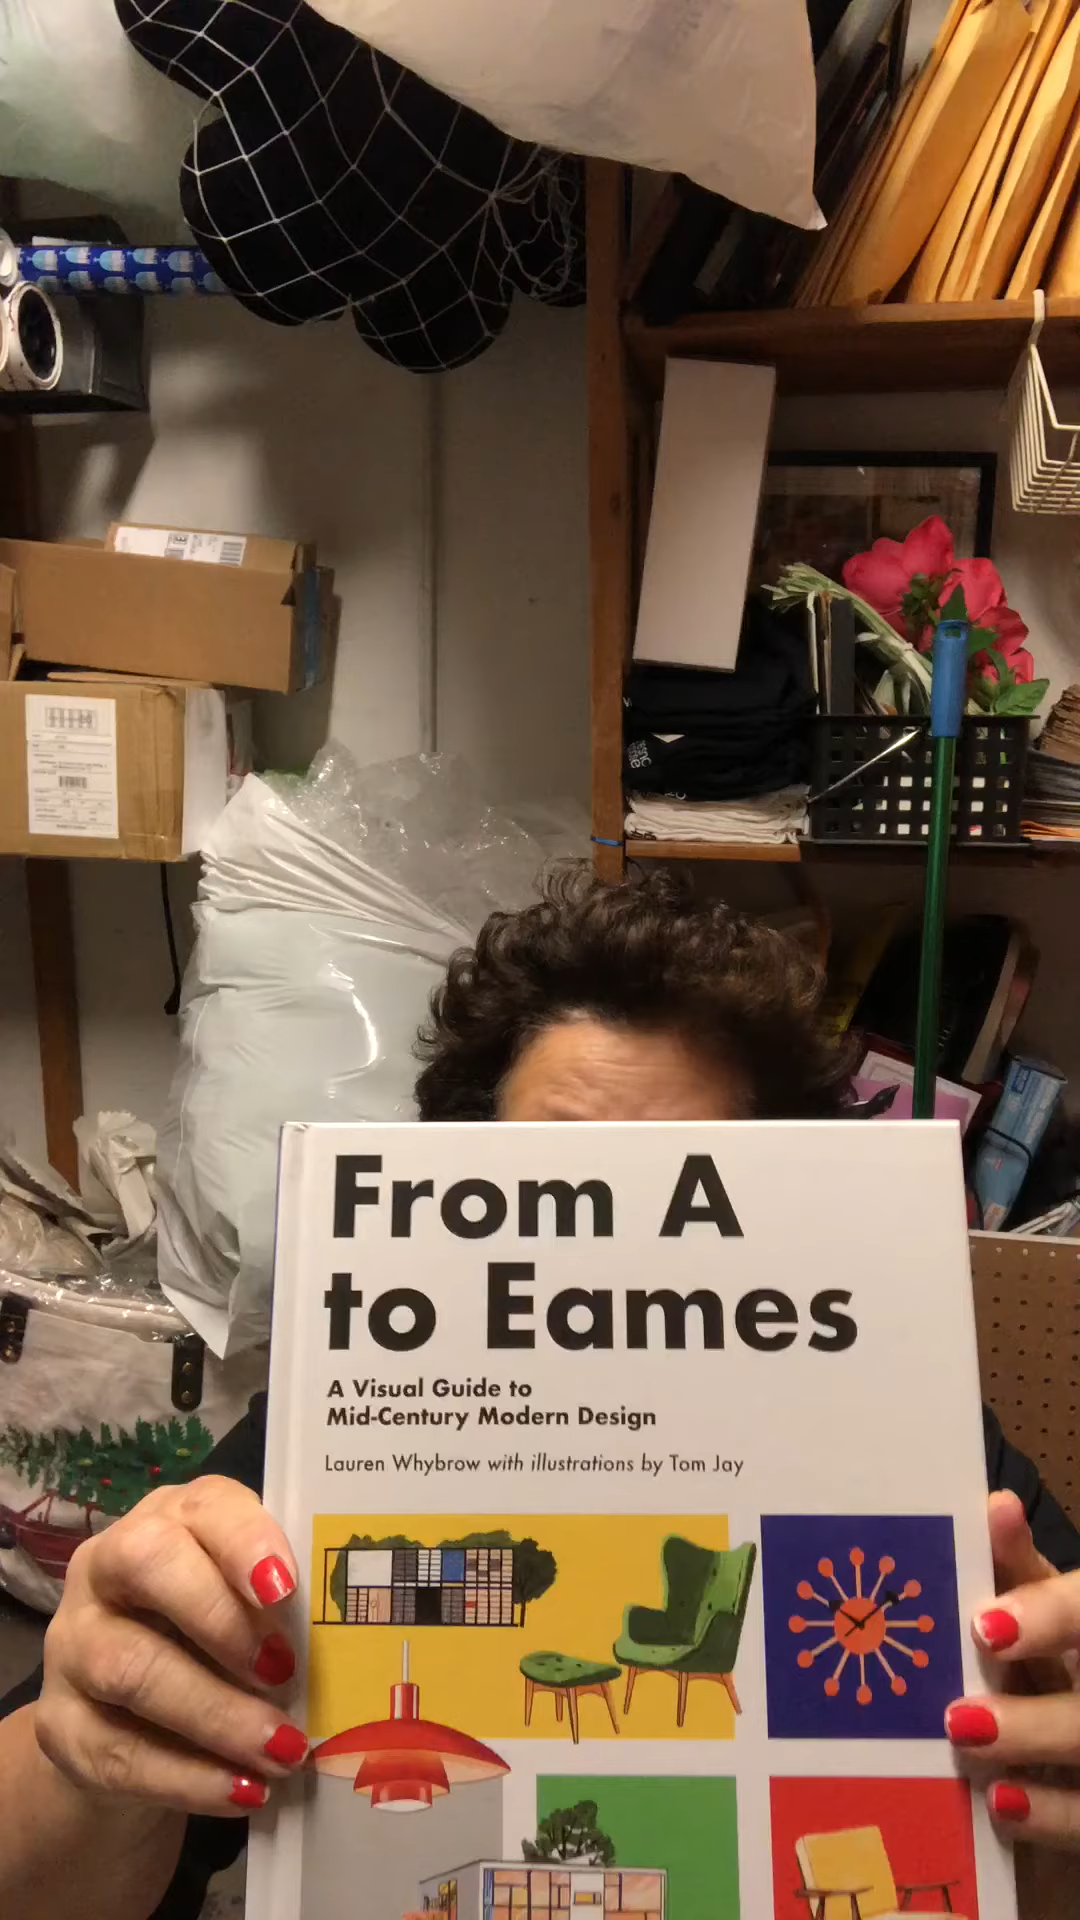 From A
to Eames
A Visual Guide to
Mid-Century Modern Design
Lauren Whybrow with illustrations by Tom Jay